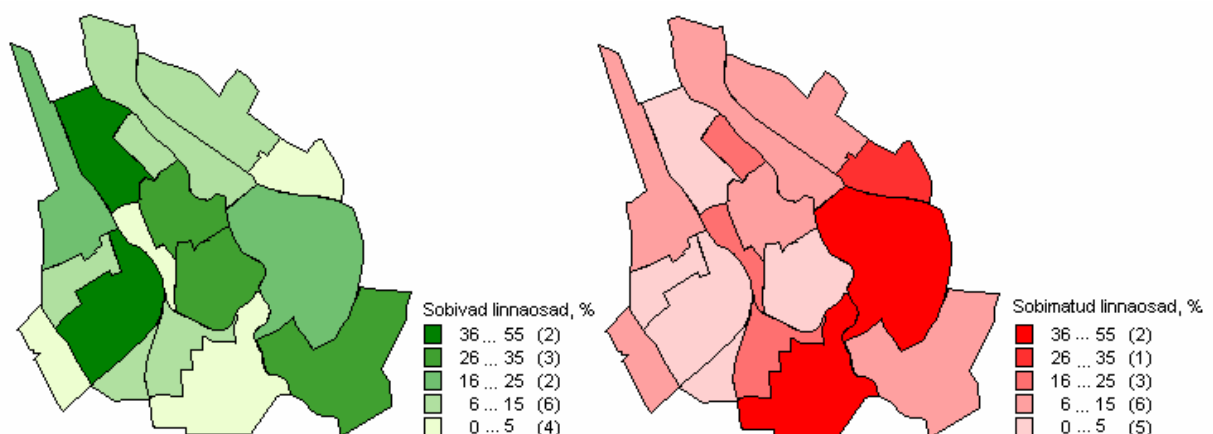 Sobivad linnaosad, %
36 ... 55 (2)
26 ... 35 (3)
16 ... 25 (2)
6 ... 15 (6)
0 ... 5 (4)
Sobimatud linnaosad, %
36 ... 55 (2)
26 ... 35 (1)
16 ... 25 (3)
6 ... 15 (6)
0 ... 5 (5)